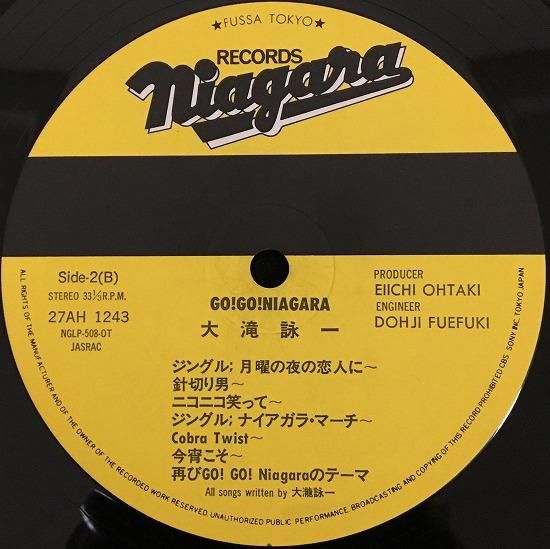 ★ FUSSA TOKYO ★
RECORDS
Niagara
Side-2(B)
STEREO 33⅓R.P.M.
27AH 1243
NGLP-508-OT
JASRAC
PRODUCER
EIICHI OHTAKI
ENGINEER
DOHJI FUEFUKI
GO!GO!NIAGARA
大滝詠一
ジングル; 月曜の夜の恋人に〜
針切り男〜
ニコニコ笑って〜
ジングル; ナイアガラ・マーチ〜
Cobra Twist〜
今宵こそ〜
再びGO! GO! Niagaraのテーマ
All songs written by 大瀧詠一
ALL RIGHTS OF THE MANUFACTURER AND OF THE OWNER OF THE RECORDED WORK RESERVED. UNAUTHORIZED PUBLIC PERFORMANCE, BROADCASTING AND COPYING OF THIS RECORD PROHIBITED CBS SONY INC. TOKYO JAPAN